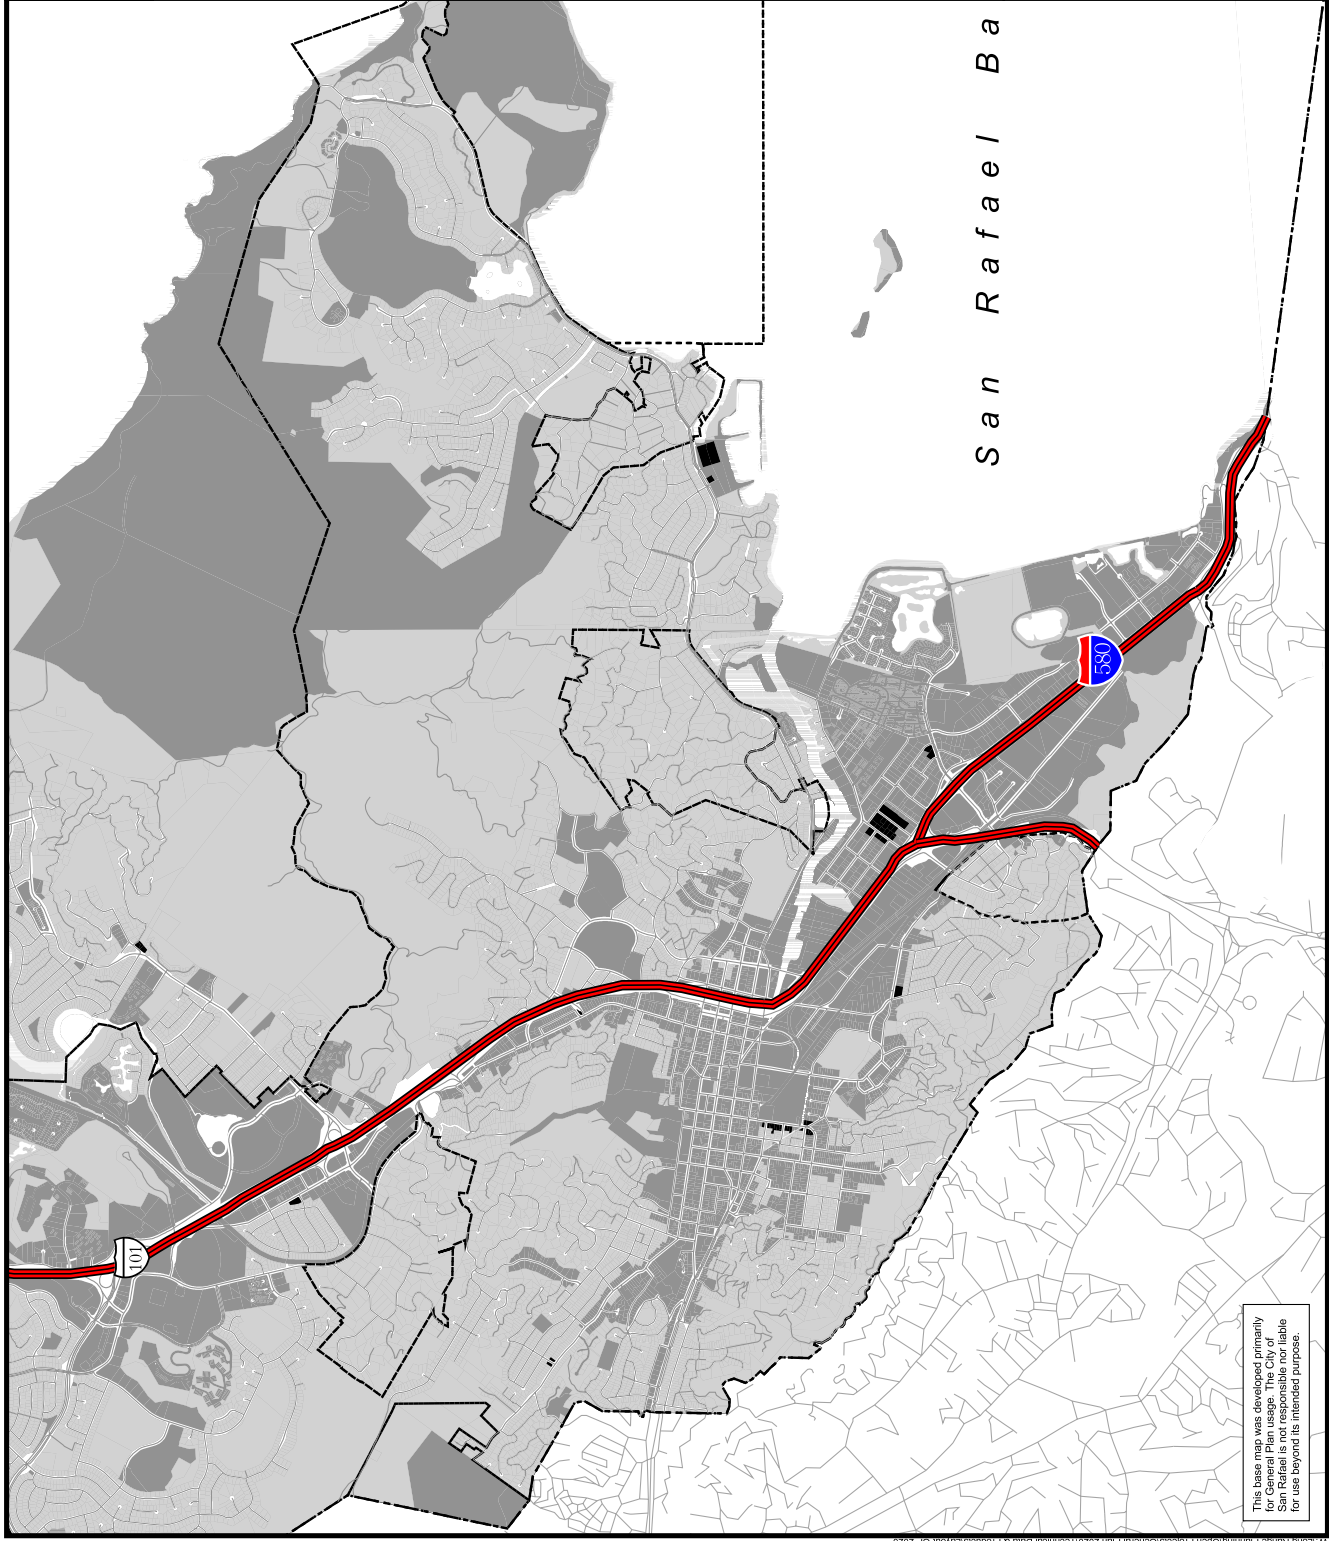 San Rafael Ba
580
101
This base map was developed primarily
for General Plan usage. The City of
San Rafael is not responsible nor liable
for use beyond its intended purpose.